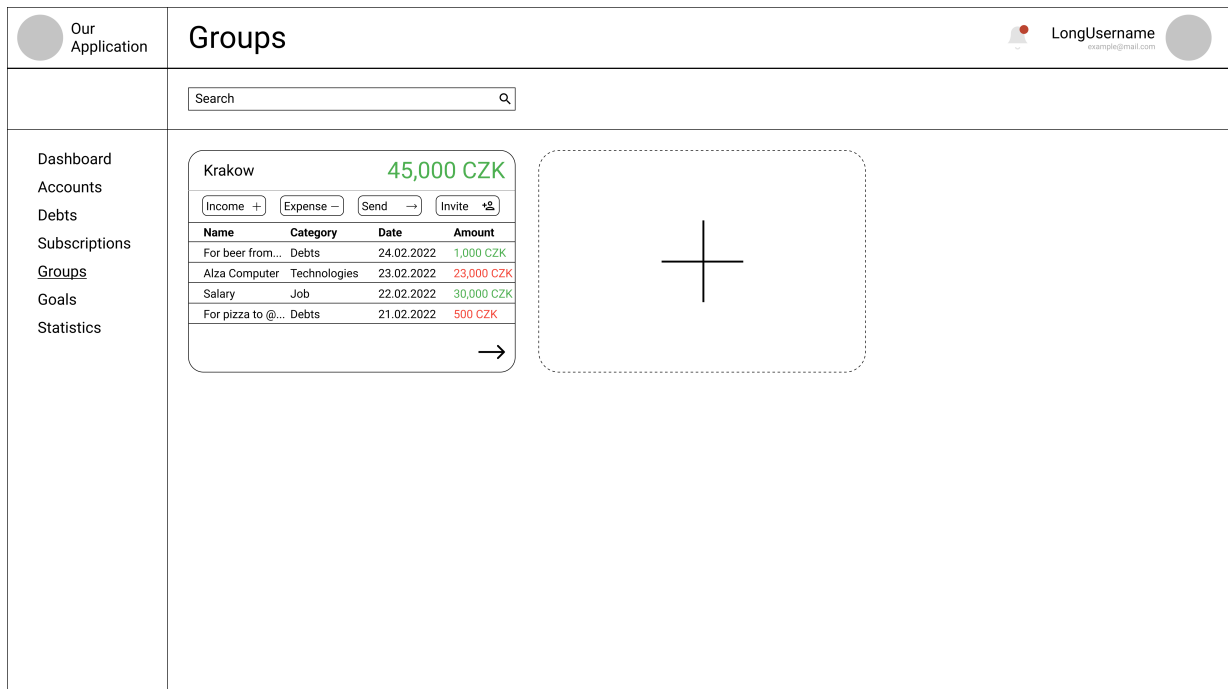 Our
Application
Groups
LongUsername
example@mail.com
Search
Dashboard
Accounts
Debts
Subscriptions
Groups
Goals
Statistics
Krakow 45,000 CZK
Income Expense Send Invite
Name Category Date Amount
For beer from... Debts 24.02.2022 1,000 CZK
Alza Computer Technologies 23.02.2022 23,000 CZK
Salary Job 22.02.2022 30,000 CZK
For pizza to @... Debts 21.02.2022 500 CZK